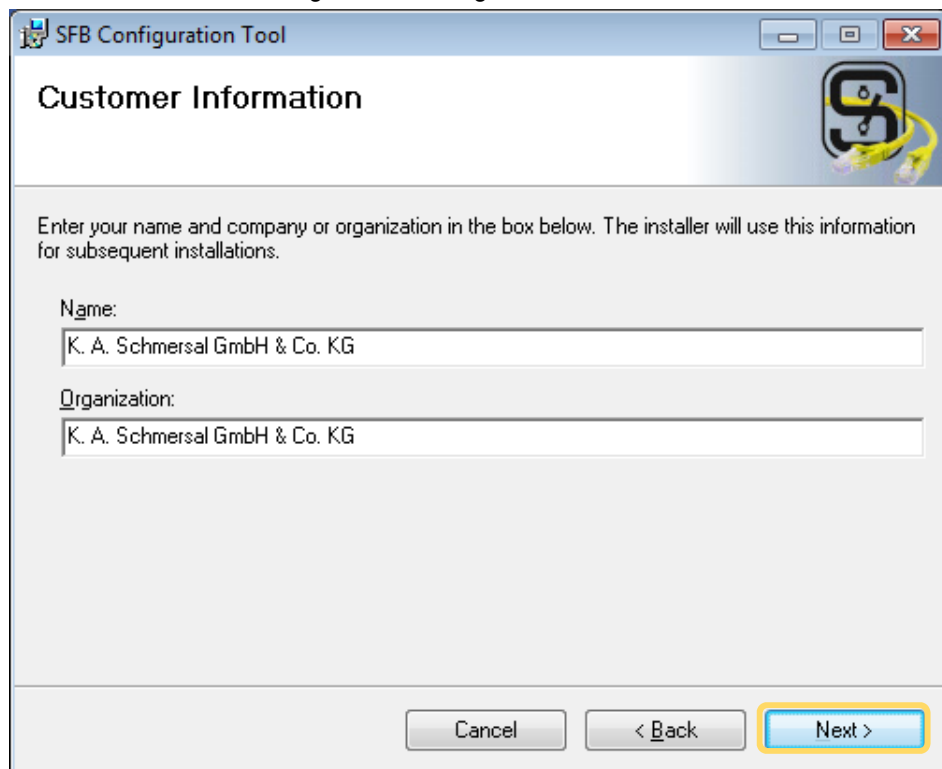 SFB Configuration Tool
Customer Information
Enter your name and company or organization in the box below. The installer will use this information
for subsequent installations.
Name:
K. A. Schmersal GmbH & Co. KG
Organization:
K. A. Schmersal GmbH & Co. KG
Cancel
< Back
Next >